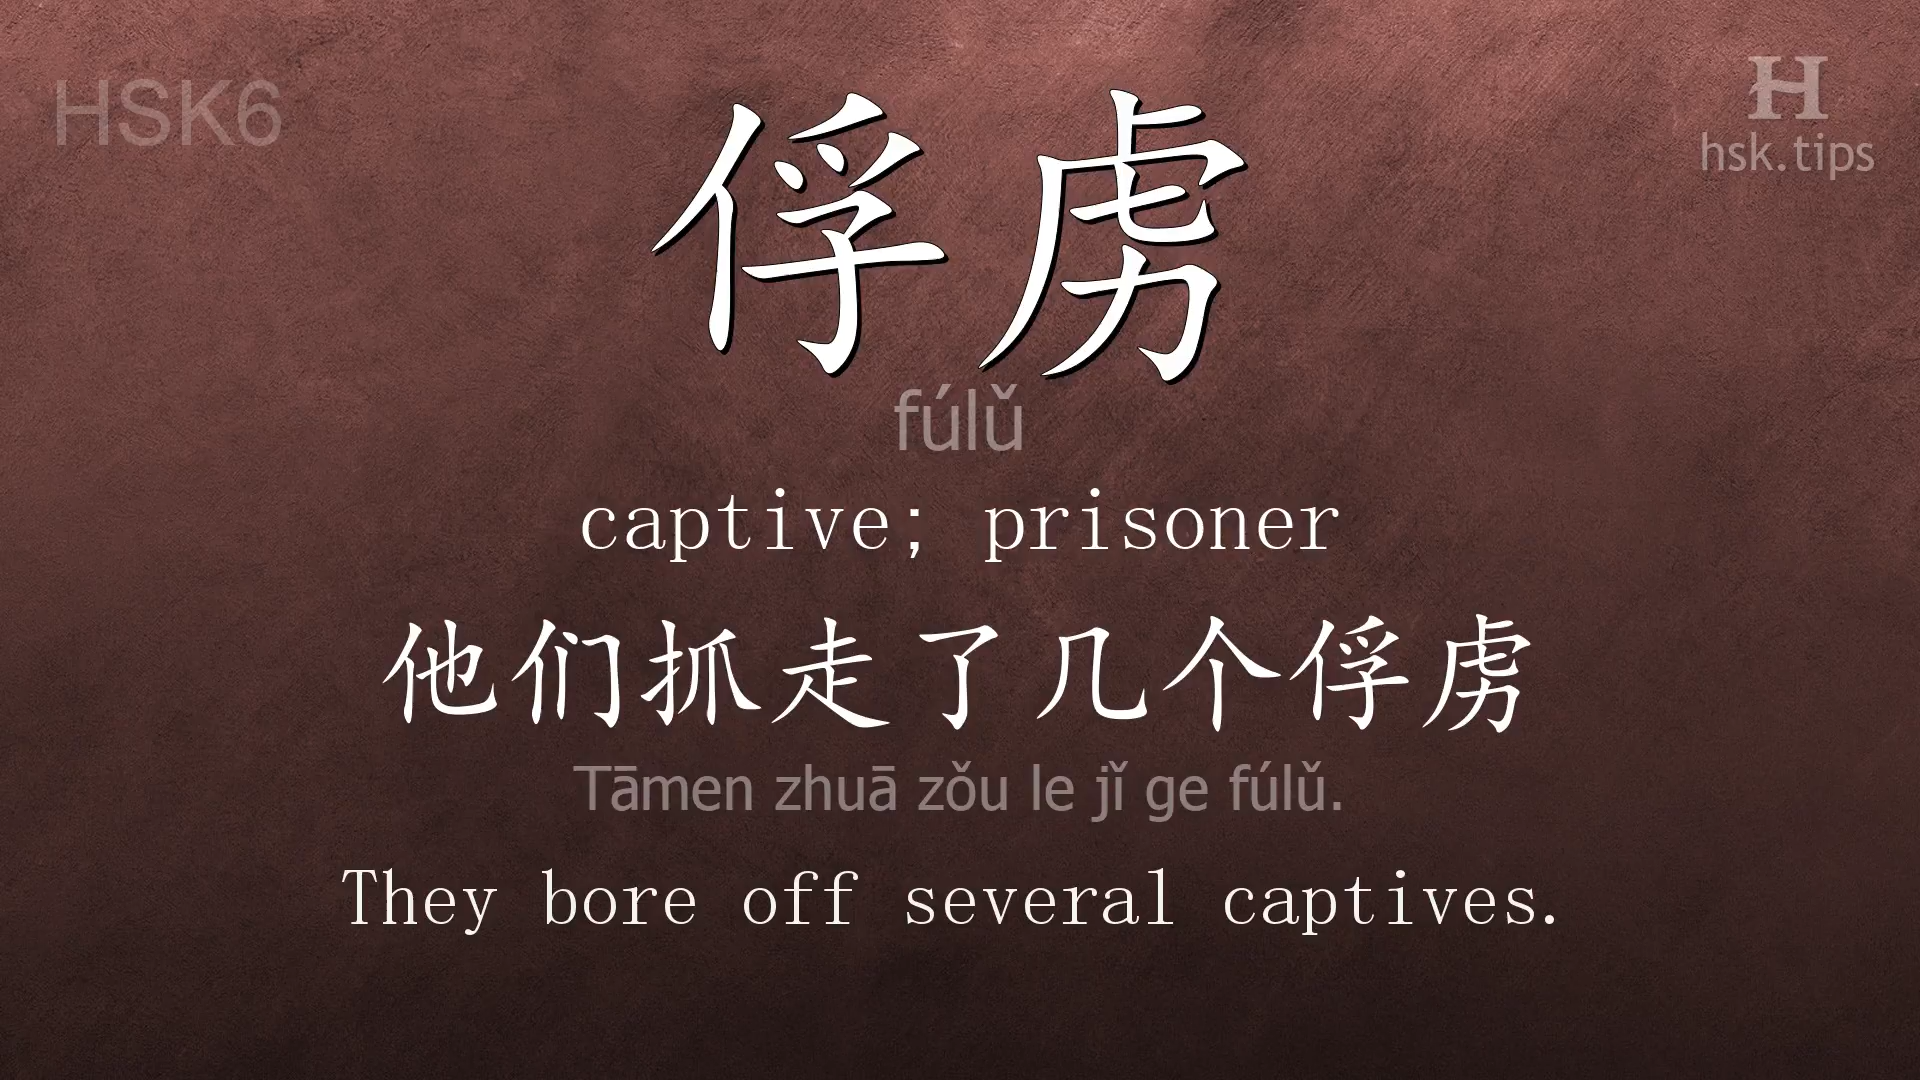 HSK6
H
hsk.tips
俘虏
fúlǔ
captive; prisoner
他们抓走了几个俘虏
Tāmen zhuā zǒu le jǐ ge fúlǔ.
They bore off several captives.